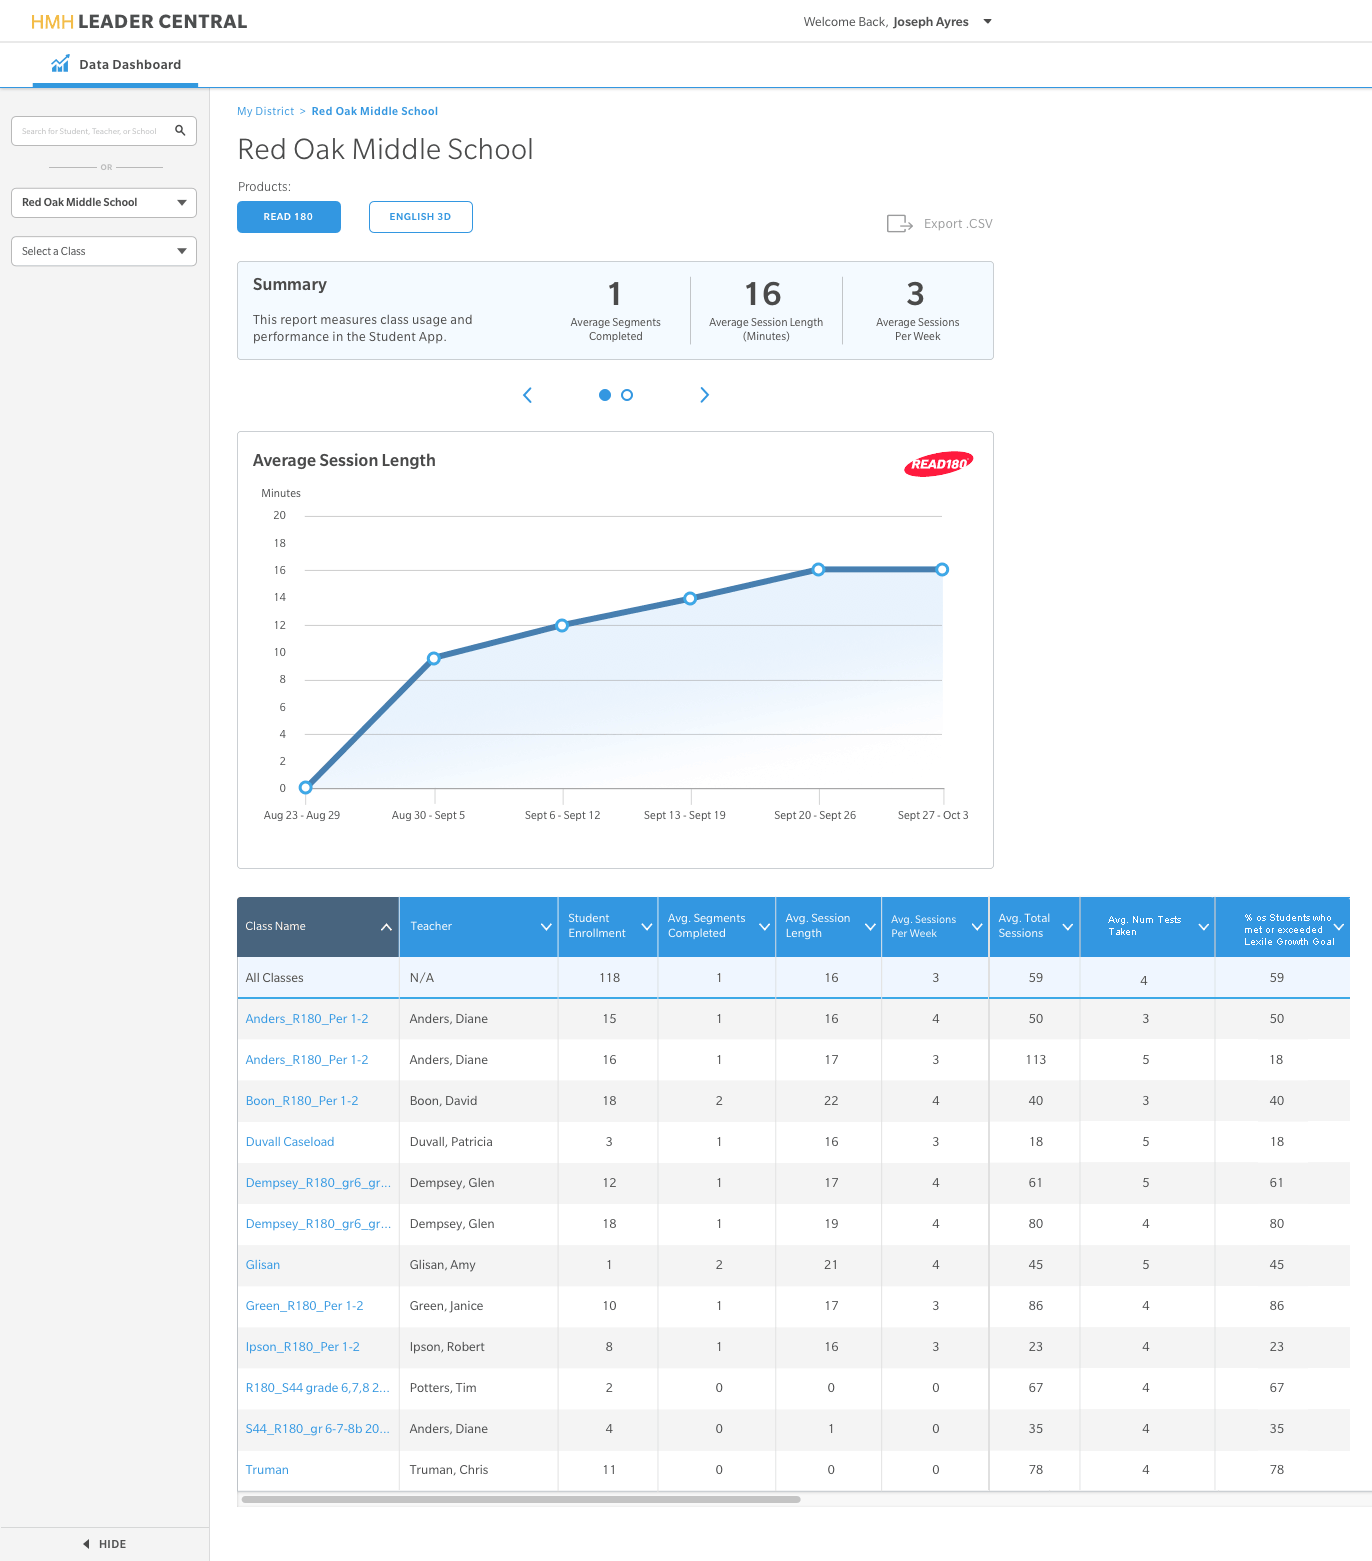 HMH LEADER CENTRAL
Welcome Back, Joseph Ayres
Data Dashboard
Search for Student, Teacher, or School
OR
Red Oak Middle School
Select a Class
My District > Red Oak Middle School
Red Oak Middle School
Products:
READ 180
ENGLISH 3D
Export .CSV
Summary
This report measures class usage and
performance in the Student App.
1
Average Segments
Completed
16
Average Session Length
(Minutes)
3
Average Sessions
Per Week
Average Session Length
READ180
Minutes
20
18
16
14
12
10
8
6
4
2
0
Aug 23 - Aug 29
Aug 30 - Sept 5
Sept 6 - Sept 12
Sept 13 - Sept 19
Sept 20 - Sept 26
Sept 27 - Oct 3
Class Name
Teacher
Student
Enrollment
Avg. Segments
Completed
Avg. Session
Length
Avg. Sessions
Per Week
Avg. Total
Sessions
Avg. Num Tests
Taken
% os Students who
met or exceeded
Lexile Growth Goal
All Classes N/A 118 1 16 3 59 4 59
Anders_R180_Per 1-2 Anders, Diane 15 1 16 4 50 3 50
Anders_R180_Per 1-2 Anders, Diane 16 1 17 3 113 5 18
Boon_R180_Per 1-2 Boon, David 18 2 22 4 40 3 40
Duvall Caseload Duvall, Patricia 3 1 16 3 18 5 18
Dempsey_R180_gr6_gr... Dempsey, Glen 12 1 17 4 61 5 61
Dempsey_R180_gr6_gr... Dempsey, Glen 18 1 19 4 80 4 80
Glisan Glisan, Amy 1 2 21 4 45 5 45
Green_R180_Per 1-2 Green, Janice 10 1 17 3 86 4 86
Ipson_R180_Per 1-2 Ipson, Robert 8 1 16 3 23 4 23
R180_S44 grade 6,7,8 2... Potters, Tim 2 0 0 0 67 4 67
S44_R180_gr 6-7-8b 20... Anders, Diane 4 0 1 0 35 4 35
Truman Truman, Chris 11 0 0 0 78 4 78
HIDE